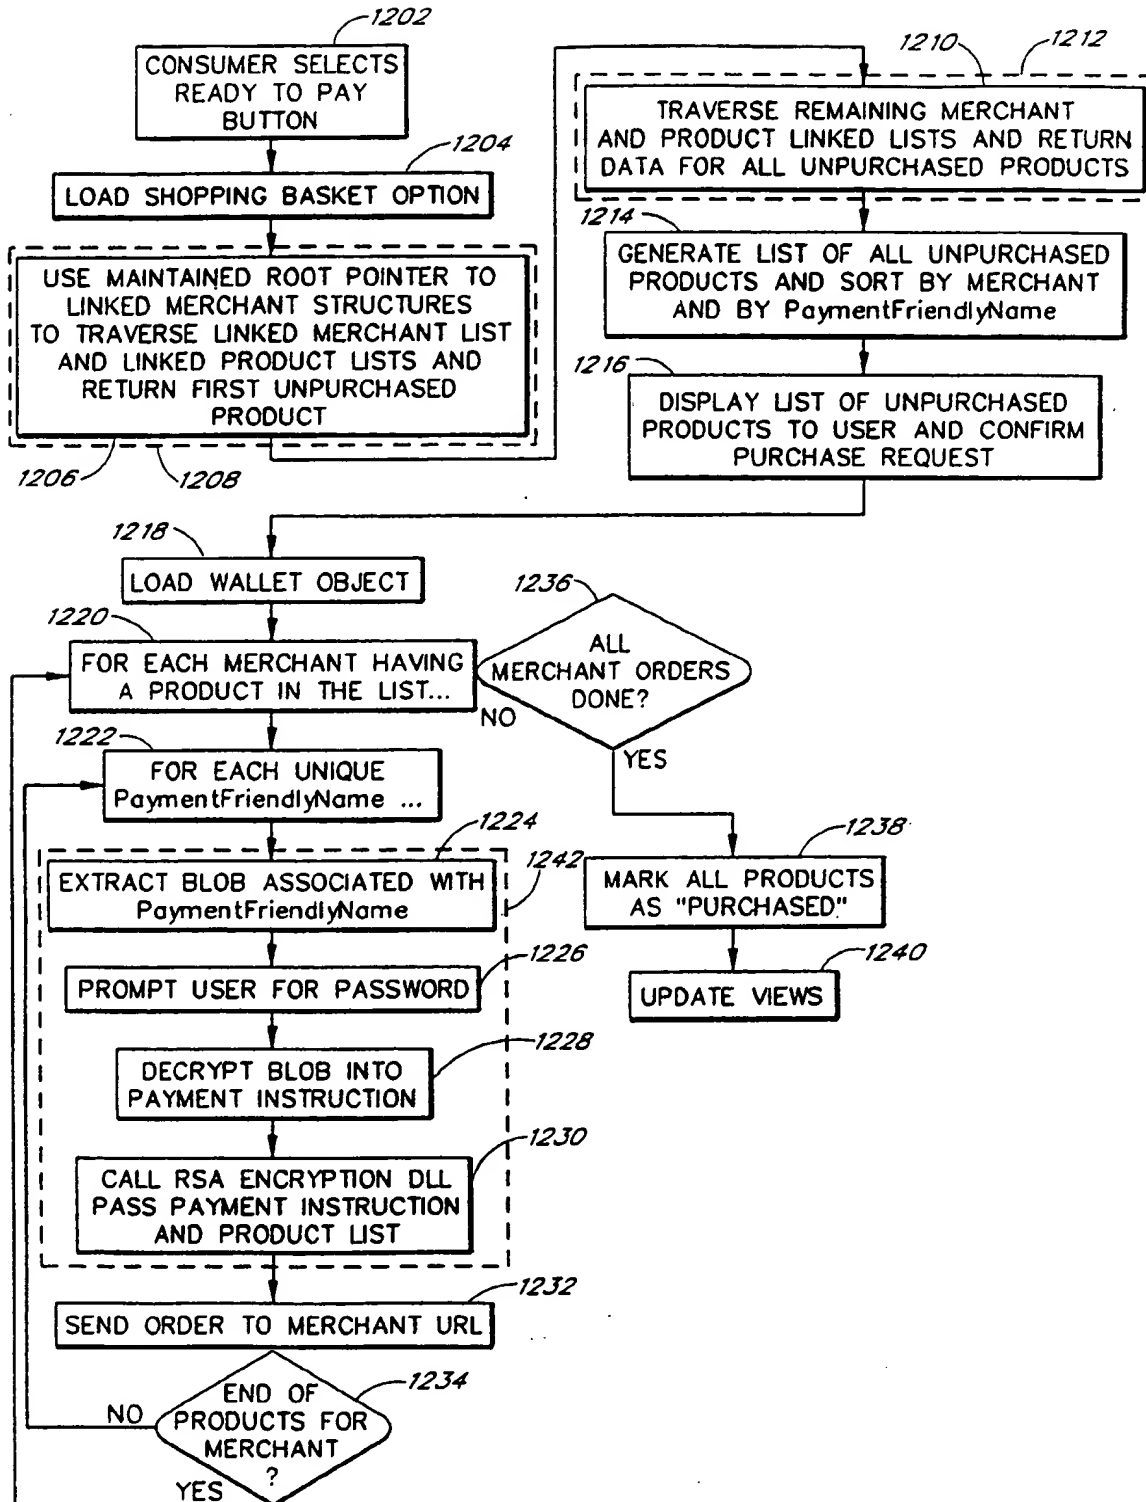 1202
CONSUMER SELECTS
READY TO PAY
BUTTON
1204
LOAD SHOPPING BASKET OPTION
USE MAINTAINED ROOT POINTER TO
LINKED MERCHANT STRUCTURES
TO TRAVERSE LINKED MERCHANT LIST
AND LINKED PRODUCT LISTS AND
RETURN FIRST UNPURCHASED
PRODUCT
1206
1208
1210
1212
TRAVERSE REMAINING MERCHANT
AND PRODUCT LINKED LISTS AND RETURN
DATA FOR ALL UNPURCHASED PRODUCTS
1214
GENERATE LIST OF ALL UNPURCHASED
PRODUCTS AND SORT BY MERCHANT
AND BY PaymentFriendlyName
1216
DISPLAY LIST OF UNPURCHASED
PRODUCTS TO USER AND CONFIRM
PURCHASE REQUEST
1218
LOAD WALLET OBJECT
1220
FOR EACH MERCHANT HAVING
A PRODUCT IN THE LIST...
1236
ALL
MERCHANT ORDERS
DONE?
NO
YES
1222
FOR EACH UNIQUE
PaymentFriendlyName ...
1224
1242
EXTRACT BLOB ASSOCIATED WITH
PaymentFriendlyName
1226
PROMPT USER FOR PASSWORD
1228
DECRYPT BLOB INTO
PAYMENT INSTRUCTION
1230
CALL RSA ENCRYPTION DLL
PASS PAYMENT INSTRUCTION
AND PRODUCT LIST
1238
MARK ALL PRODUCTS
AS "PURCHASED"
1240
UPDATE VIEWS
1232
SEND ORDER TO MERCHANT URL
1234
END OF
PRODUCTS FOR
MERCHANT
?
NO
YES